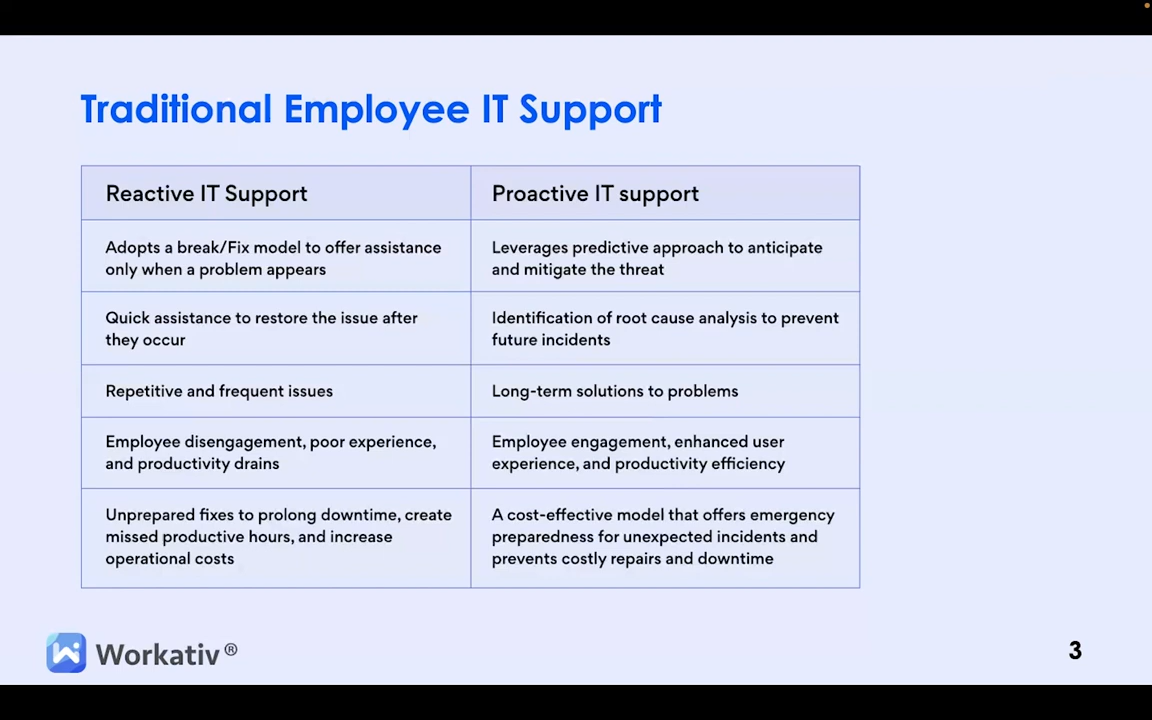 Traditional Employee IT Support
Reactive IT Support
Proactive IT support
Adopts a break/Fix model to offer assistance
only when a problem appears
Leverages predictive approach to anticipate
and mitigate the threat
Quick assistance to restore the issue after
they occur
Identification of root cause analysis to prevent
future incidents
Repetitive and frequent issues
Long-term solutions to problems
Employee disengagement, poor experience,
and productivity drains
Employee engagement, enhanced user
experience, and productivity efficiency
Unprepared fixes to prolong downtime, create
missed productive hours, and increase
operational costs
A cost-effective model that offers emergency
preparedness for unexpected incidents and
prevents costly repairs and downtime
Workativ®
3